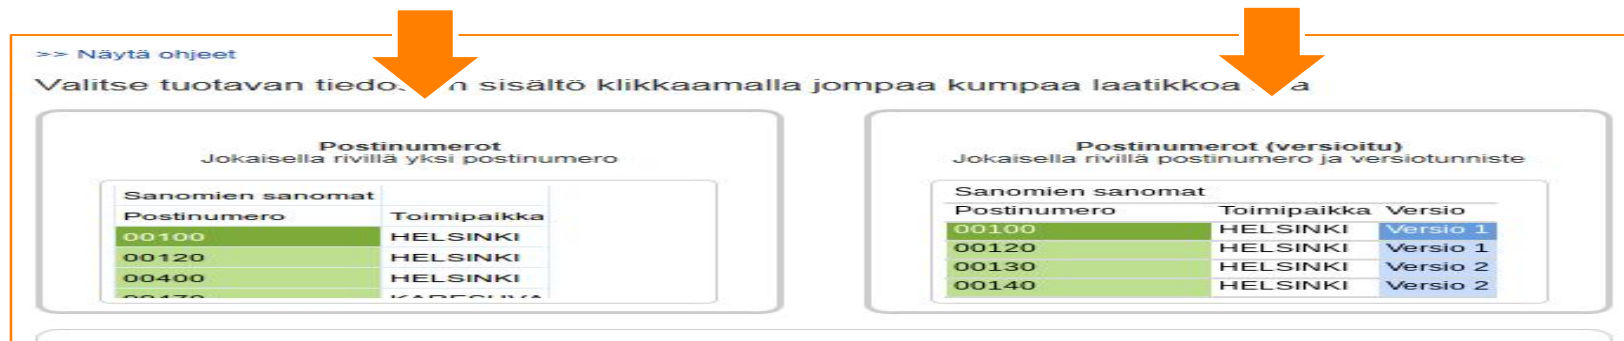 >> Näytä ohjeet
Valitse tuotavan sisältö klikkaamalla jompaa kumpaa laatikkoa
Postinumerot
Jokaisella rivillä yksi postinumero
Sanomien sanomat
Postinumero Toimipaikka
00100 HELSINKI
00120 HELSINKI
00400 HELSINKI
Postinumerot (versioitu)
Jokaisella rivillä postinumero ja versiotunniste
Sanomien sanomat
Postinumero Toimipaikka Versio
00100 HELSINKI Versio 1
00120 HELSINKI Versio 1
00130 HELSINKI Versio 2
00140 HELSINKI Versio 2